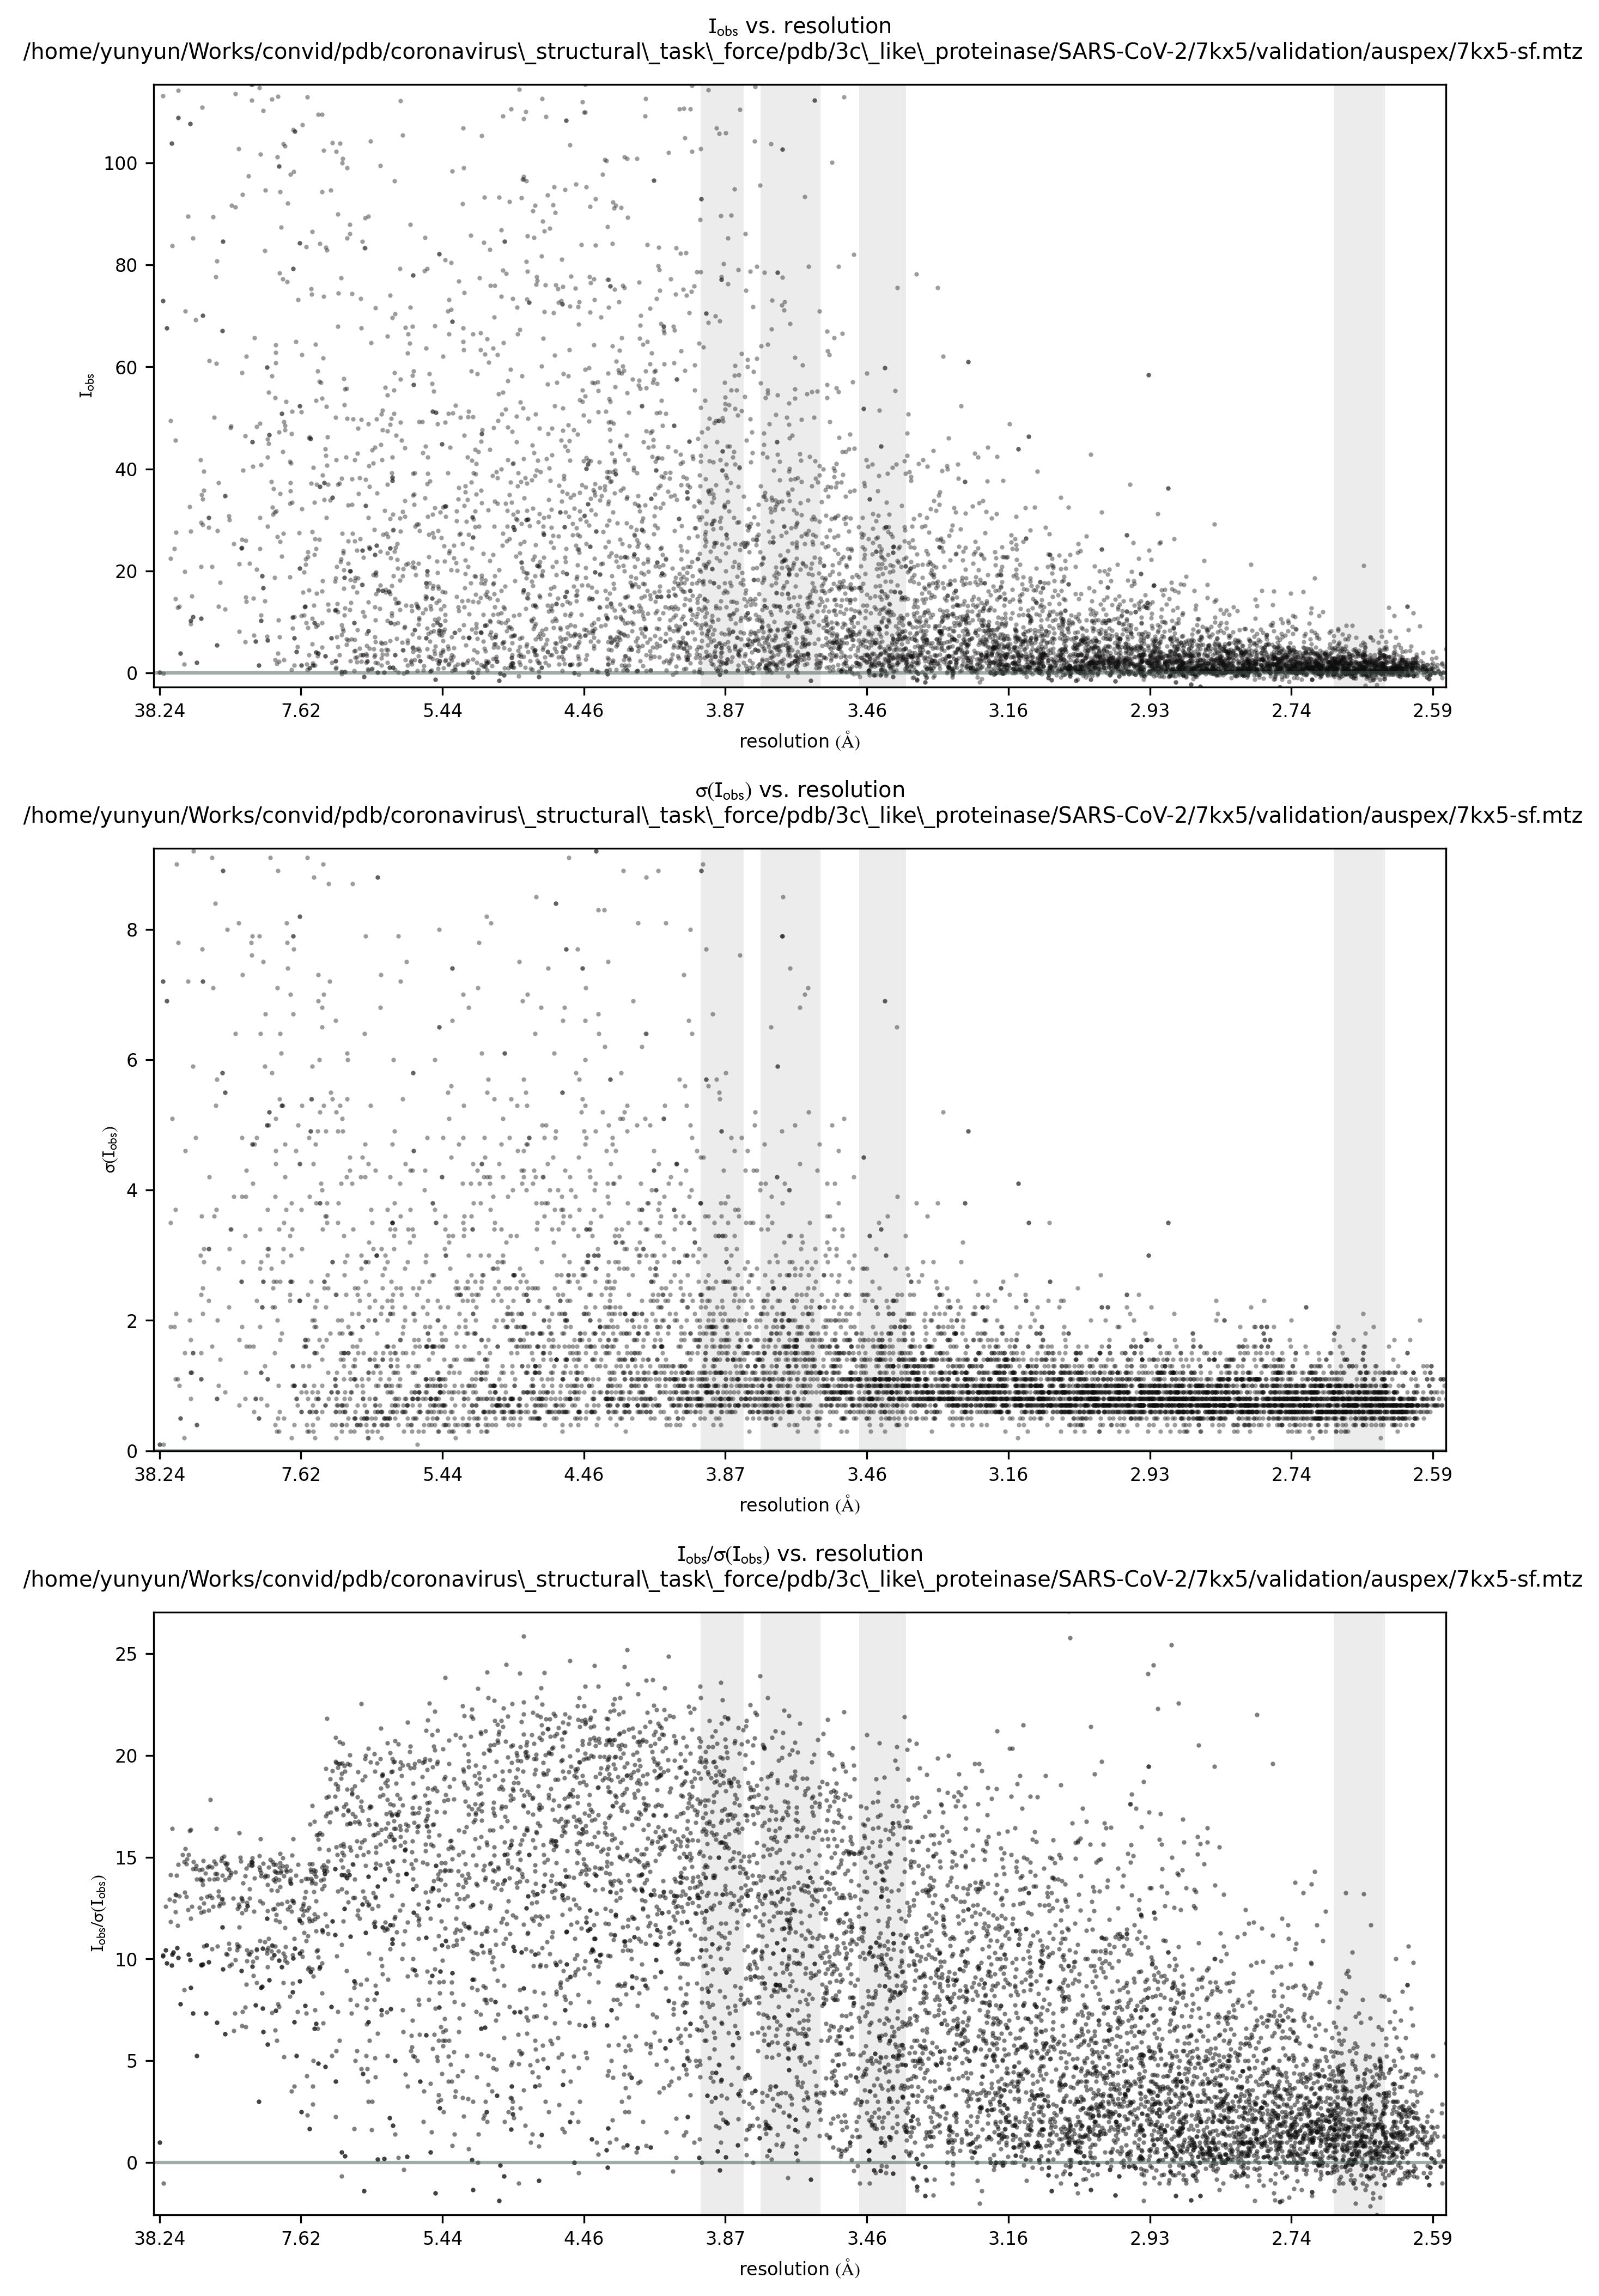 I_obs vs. resolution
/home/yunyun/Works/convid/pdb/coronavirus\_structural\_task\_force/pdb/3c\_like\_proteinase/SARS-CoV-2/7kx5/validation/auspex/7kx5-sf.mtz
100
80
60
40
20
0
I_obs
38.24 7.62 5.44 4.46 3.87 3.46 3.16 2.93 2.74 2.59
resolution (Å)
σ(I_obs) vs. resolution
/home/yunyun/Works/convid/pdb/coronavirus\_structural\_task\_force/pdb/3c\_like\_proteinase/SARS-CoV-2/7kx5/validation/auspex/7kx5-sf.mtz
8
6
4
2
0
σ(I_obs)
38.24 7.62 5.44 4.46 3.87 3.46 3.16 2.93 2.74 2.59
resolution (Å)
I_obs/σ(I_obs) vs. resolution
/home/yunyun/Works/convid/pdb/coronavirus\_structural\_task\_force/pdb/3c\_like\_proteinase/SARS-CoV-2/7kx5/validation/auspex/7kx5-sf.mtz
25
20
15
10
5
0
I_obs/σ(I_obs)
38.24 7.62 5.44 4.46 3.87 3.46 3.16 2.93 2.74 2.59
resolution (Å)